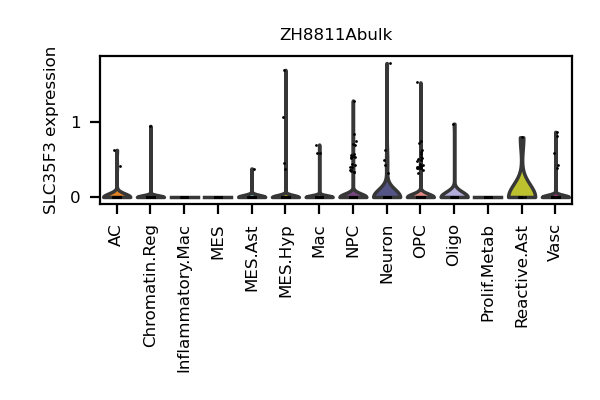 ZH8811Abulk
SLC35F3 expression
1
0
AC
Chromatin.Reg
Inflammatory.Mac
MES
MES.Ast
MES.Hyp
Mac
NPC
Neuron
OPC
Oligo
Prolif.Metab
Reactive.Ast
Vasc